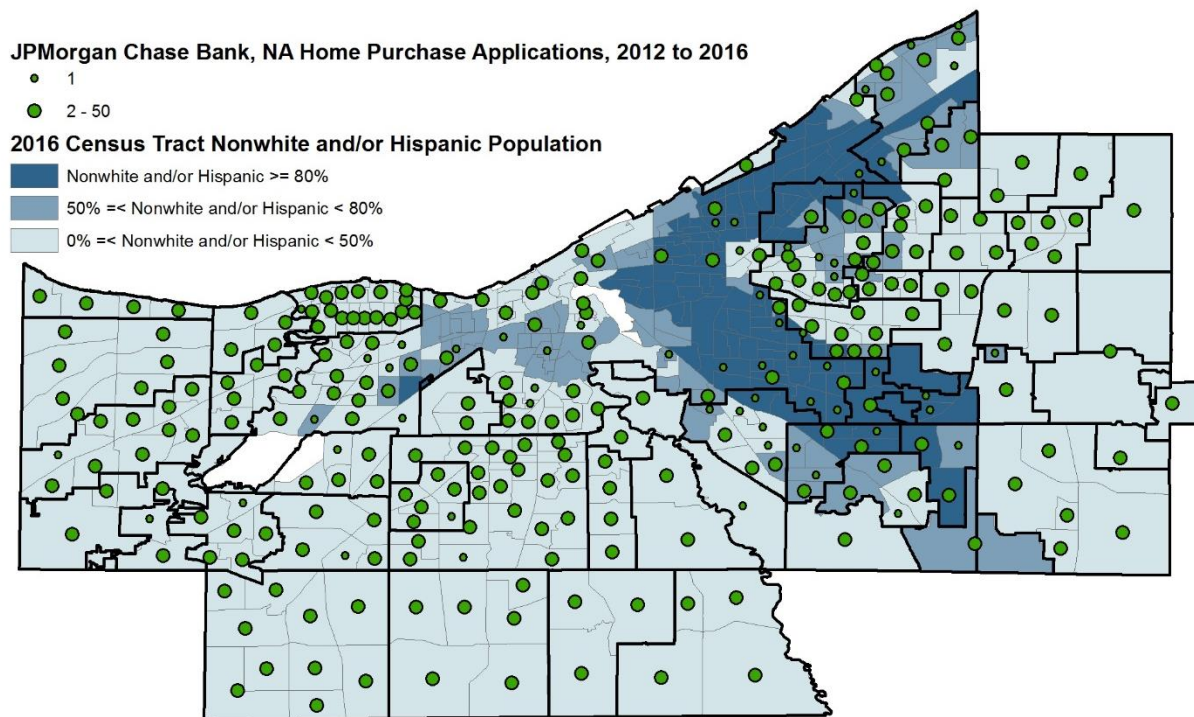 JPMorgan Chase Bank, NA Home Purchase Applications, 2012 to 2016
1
2 - 50
2016 Census Tract Nonwhite and/or Hispanic Population
Nonwhite and/or Hispanic >= 80%
50% =< Nonwhite and/or Hispanic < 80%
0% =< Nonwhite and/or Hispanic < 50%